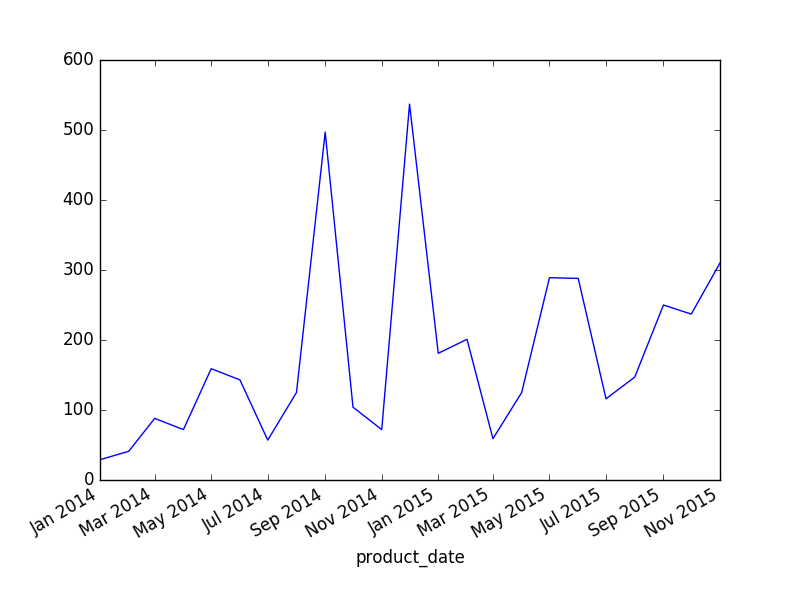 600
500
400
300
200
100
0
Jan 2014
Mar 2014
May 2014
Jul 2014
Sep 2014
Nov 2014
Jan 2015
Mar 2015
May 2015
Jul 2015
Sep 2015
Nov 2015
product_date